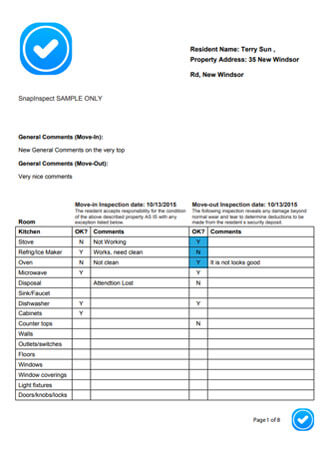 Resident Name: Terry Sun ,
Property Address: 35 New Windsor
Rd, New Windsor
SnapInspect SAMPLE ONLY
General Comments (Move-In):
New General Comments on the very top
General Comments (Move-Out):
Very nice comments
Move-in Inspection date: 10/13/2015 Move-out Inspection date: 10/13/2015
The resident accepts responsibility for the condition The following inspection reveals any damage beyond
of the above described property AS IS with any normal wear and tear to determine deductions to be
exception listed below. made from the resident s security deposit.
Room
Kitchen OK? Comments OK? Comments
Stove N Not Working Y
Refrig/Ice Maker Y Works, need clean N
Oven N Not clean Y It is not looks good
Microwave Y Y
Disposal Attendtion Lost N
Sink/Faucet
Dishwasher Y Y
Cabinets Y
Counter tops N
Walls
Outlets/switches
Floors
Windows
Window coverings
Light fixtures
Doors/knobs/locks
Page 1 of 8